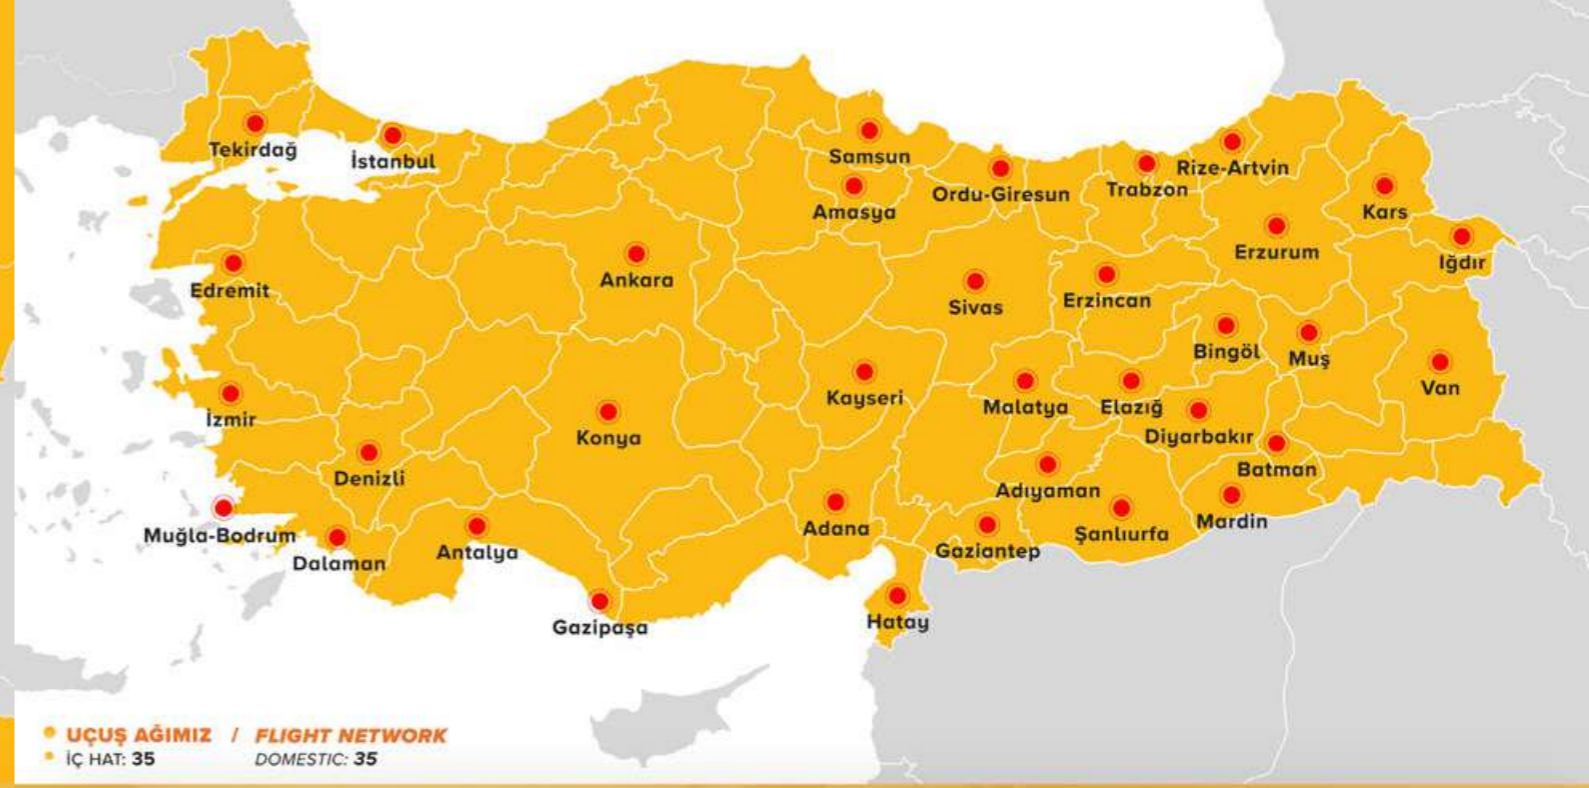 Tekirdağ
İstanbul
Samsun
Rize-Artvin
Ordu-Giresun
Trabzon
Amasya
Kars
Erzurum
Iğdır
Ankara
Edremit
Sivas
Erzincan
Bingöl
Muş
Van
Kayseri
Malatya
Elazığ
İzmir
Konya
Diyarbakır
Batman
Denizli
Adıyaman
Mardin
Şanlıurfa
Adana
Muğla-Bodrum
Gaziantep
Antalya
Dalaman
Hatay
Gazipaşa
UÇUŞ AĞIMIZ / FLIGHT NETWORK
İÇ HAT: 35 DOMESTIC: 35